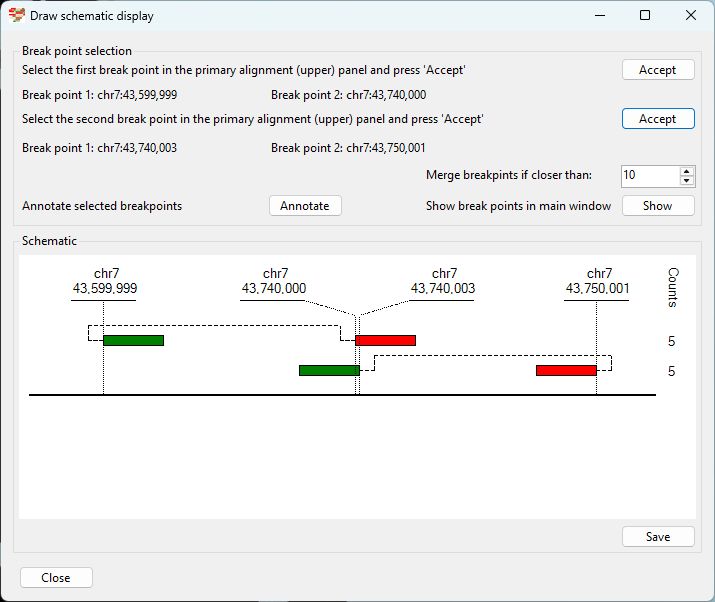 Draw schematic display
Break point selection
Select the first break point in the primary alignment (upper) panel and press 'Accept'
Accept
Break point 1: chr7:43,599,999 Break point 2: chr7:43,740,000
Select the second break point in the primary alignment (upper) panel and press 'Accept'
Accept
Break point 1: chr7:43,740,003 Break point 2: chr7:43,750,001
Merge breakpints if closer than: 10
Annotate selected breakpoints Annotate Show break points in main window Show
Schematic
chr7 chr7 chr7 chr7
43,599,999 43,740,000 43,740,003 43,750,001
Counts
5
5
Save
Close